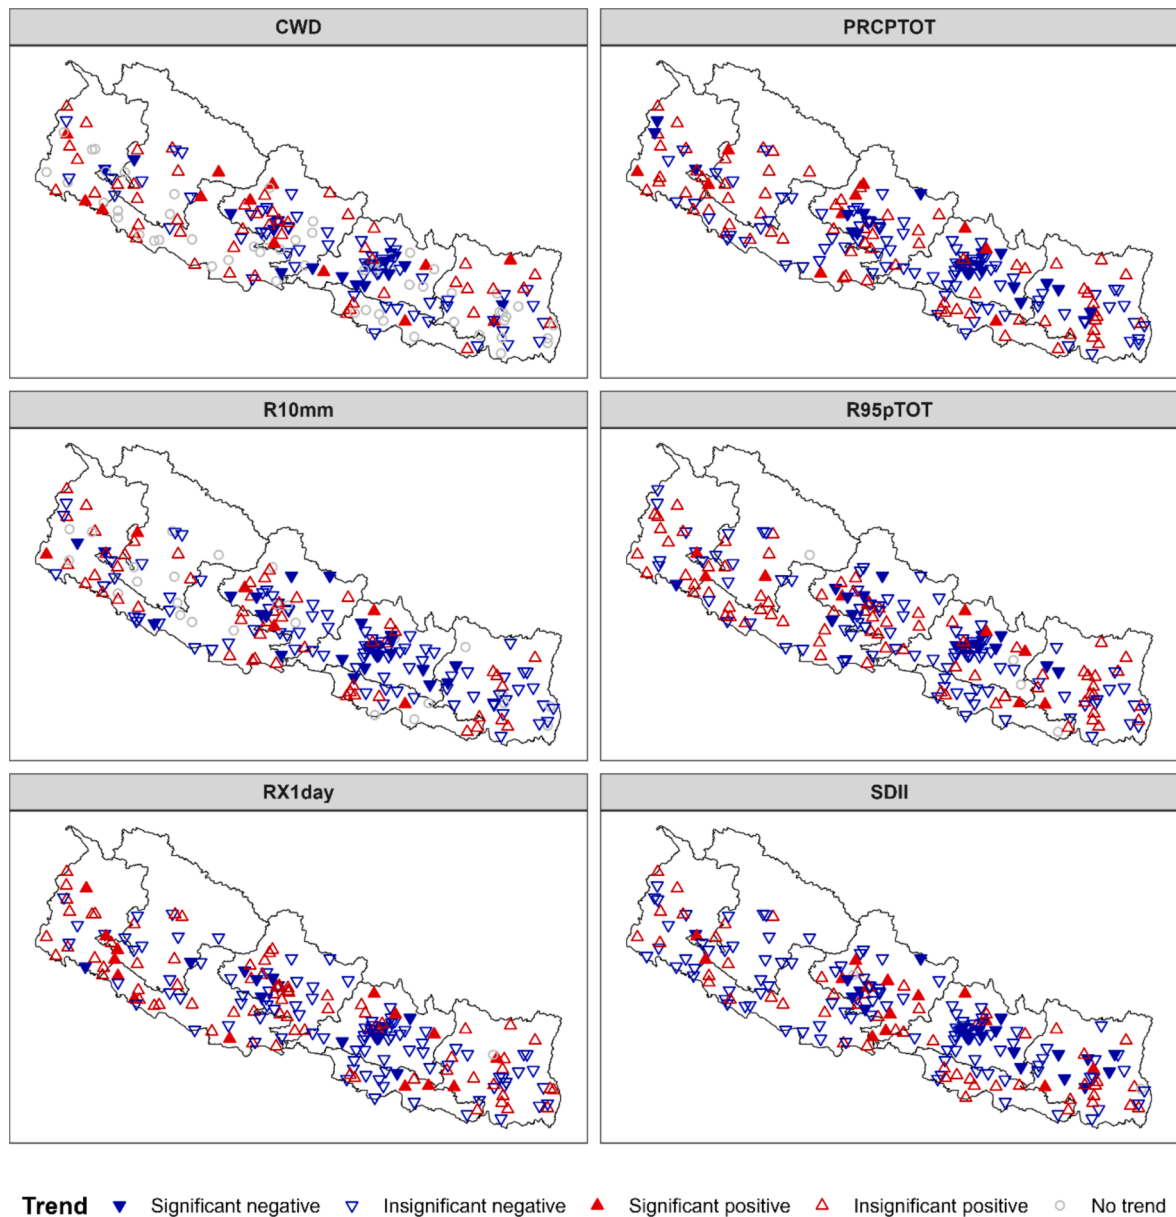 CWD
PRCPTOT
R10mm
R95pTOT
RX1day
SDII
Trend Significant negative Insignificant negative Significant positive Insignificant positive No trend